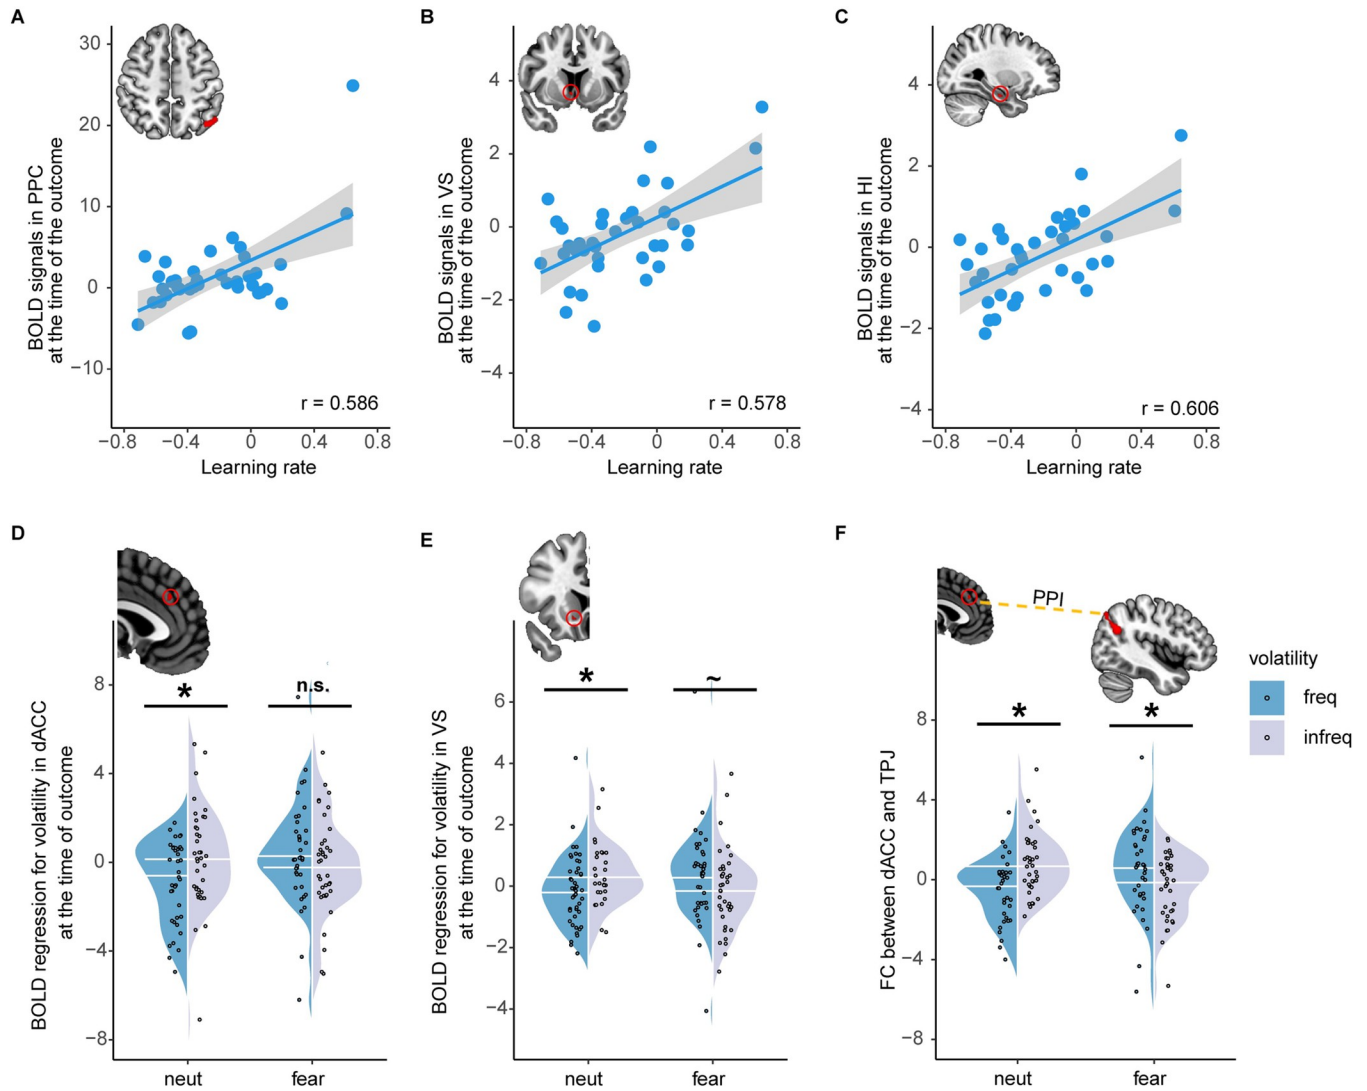 A
BOLD signals in PPC
at the time of the outcome
30
20
10
0
−10
r = 0.586
−0.8 −0.4 0 0.4 0.8
Learning rate
B
BOLD signals in VS
at the time of the outcome
4
2
0
−2
−4
r = 0.578
−0.8 −0.4 0 0.4 0.8
Learning rate
C
BOLD signals in HI
at the time of the outcome
4
2
0
−2
−4
r = 0.606
−0.8 −0.4 0 0.4 0.8
Learning rate
D
BOLD regression for volatility in dACC
at the time of outcome
8
4
0
−4
−8
* n.s.
neut fear
E
BOLD regression for volatility in VS
at the time of outcome
6
4
2
0
−2
−4
* ~
neut fear
F
PPI
FC between dACC and TPJ
8
4
0
−4
−8
* *
neut fear
volatility
freq
infreq